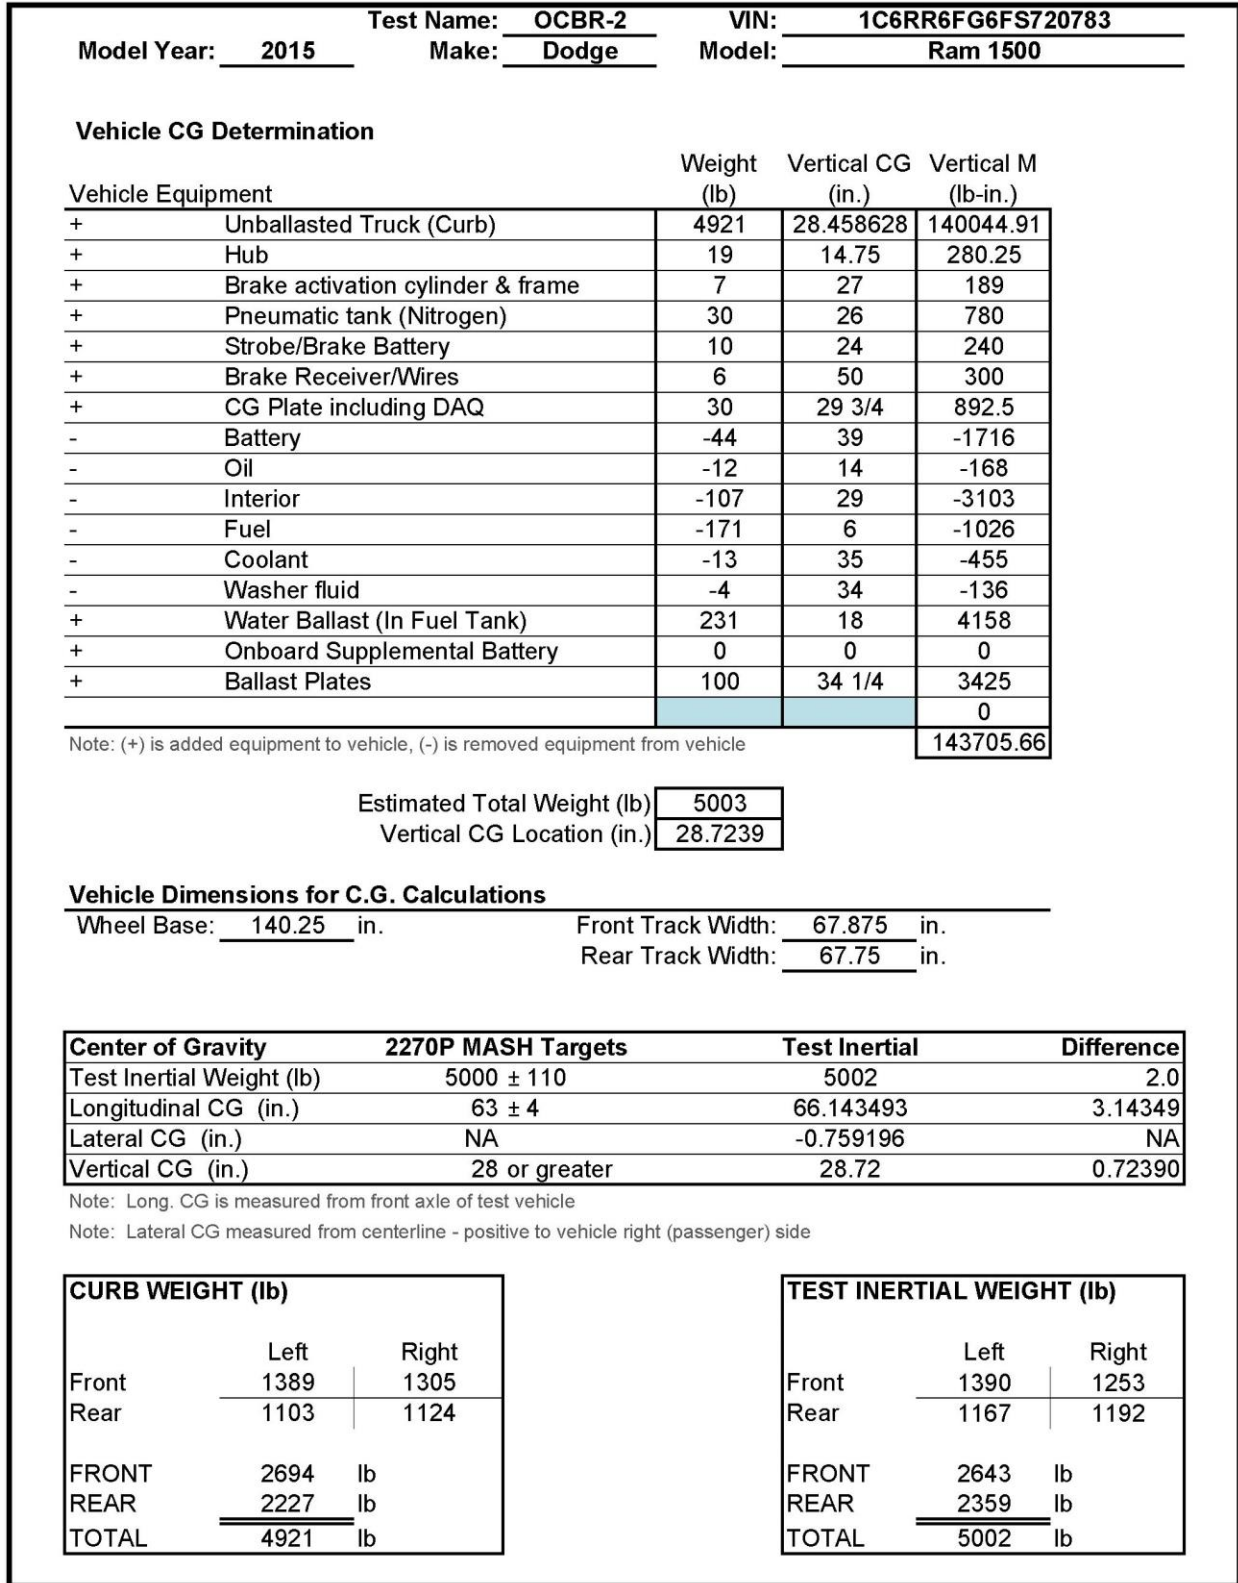 Test Name: OCBR-2 VIN: 1C6RR6FG6FS720783
Model Year: 2015 Make: Dodge Model: Ram 1500
Vehicle CG Determination
Weight Vertical CG Vertical M
Vehicle Equipment (lb) (in.) (lb-in.)
+ Unballasted Truck (Curb) 4921 28.458628 140044.91
+ Hub 19 14.75 280.25
+ Brake activation cylinder & frame 7 27 189
+ Pneumatic tank (Nitrogen) 30 26 780
+ Strobe/Brake Battery 10 24 240
+ Brake Receiver/Wires 6 50 300
+ CG Plate including DAQ 30 29 3/4 892.5
- Battery -44 39 -1716
- Oil -12 14 -168
- Interior -107 29 -3103
- Fuel -171 6 -1026
- Coolant -13 35 -455
- Washer fluid -4 34 -136
+ Water Ballast (In Fuel Tank) 231 18 4158
+ Onboard Supplemental Battery 0 0 0
+ Ballast Plates 100 34 1/4 3425
0
Note: (+) is added equipment to vehicle, (-) is removed equipment from vehicle 143705.66
Estimated Total Weight (lb) 5003
Vertical CG Location (in.) 28.7239
Vehicle Dimensions for C.G. Calculations
Wheel Base: 140.25 in. Front Track Width: 67.875 in.
Rear Track Width: 67.75 in.
Center of Gravity 2270P MASH Targets Test Inertial Difference
Test Inertial Weight (lb) 5000 ± 110 5002 2.0
Longitudinal CG (in.) 63 ± 4 66.143493 3.14349
Lateral CG (in.) NA -0.759196 NA
Vertical CG (in.) 28 or greater 28.72 0.72390
Note: Long. CG is measured from front axle of test vehicle
Note: Lateral CG measured from centerline - positive to vehicle right (passenger) side
CURB WEIGHT (lb)
Left Right
Front 1389 1305
Rear 1103 1124
FRONT 2694 lb
REAR 2227 lb
TOTAL 4921 lb
TEST INERTIAL WEIGHT (lb)
Left Right
Front 1390 1253
Rear 1167 1192
FRONT 2643 lb
REAR 2359 lb
TOTAL 5002 lb